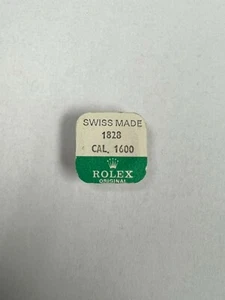 SWISS MADE
1828
CAL. 1600
ROLEX
ORIGINAL